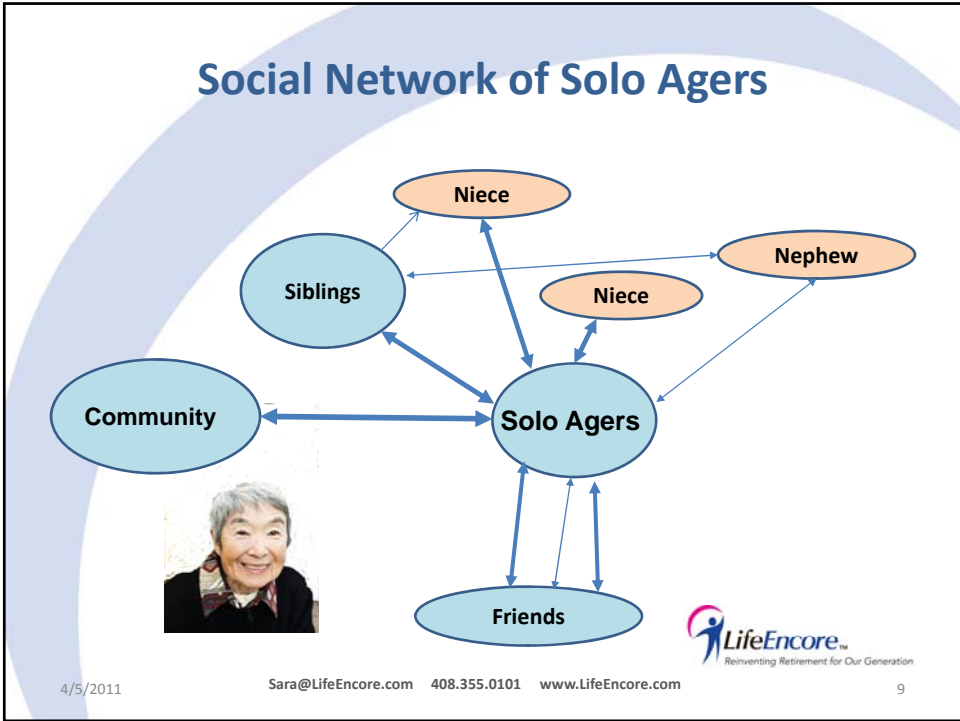 Social Network of Solo Agers
Niece
Nephew
Siblings
Niece
Community
Solo Agers
Friends
LifeEncore™
Reinventing Retirement for Our Generation
4/5/2011
Sara@LifeEncore.com 408.355.0101 www.LifeEncore.com
9